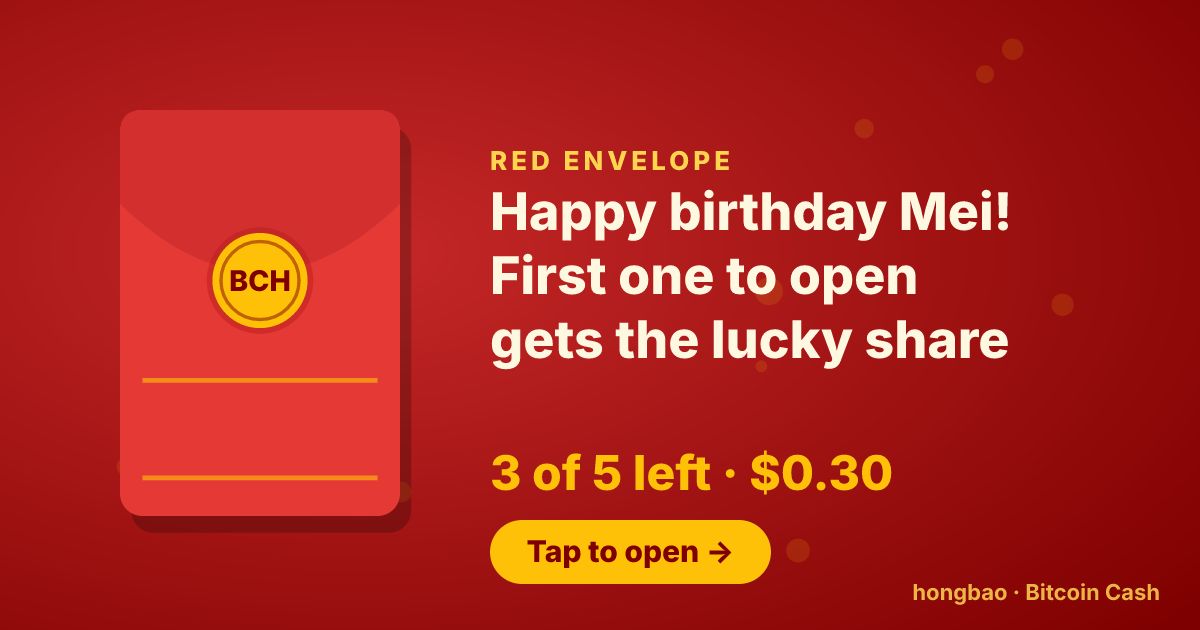 BCH
RED ENVELOPE
Happy birthday Mei!
First one to open
gets the lucky share
3 of 5 left · $0.30
Tap to open →
hongbao · Bitcoin Cash